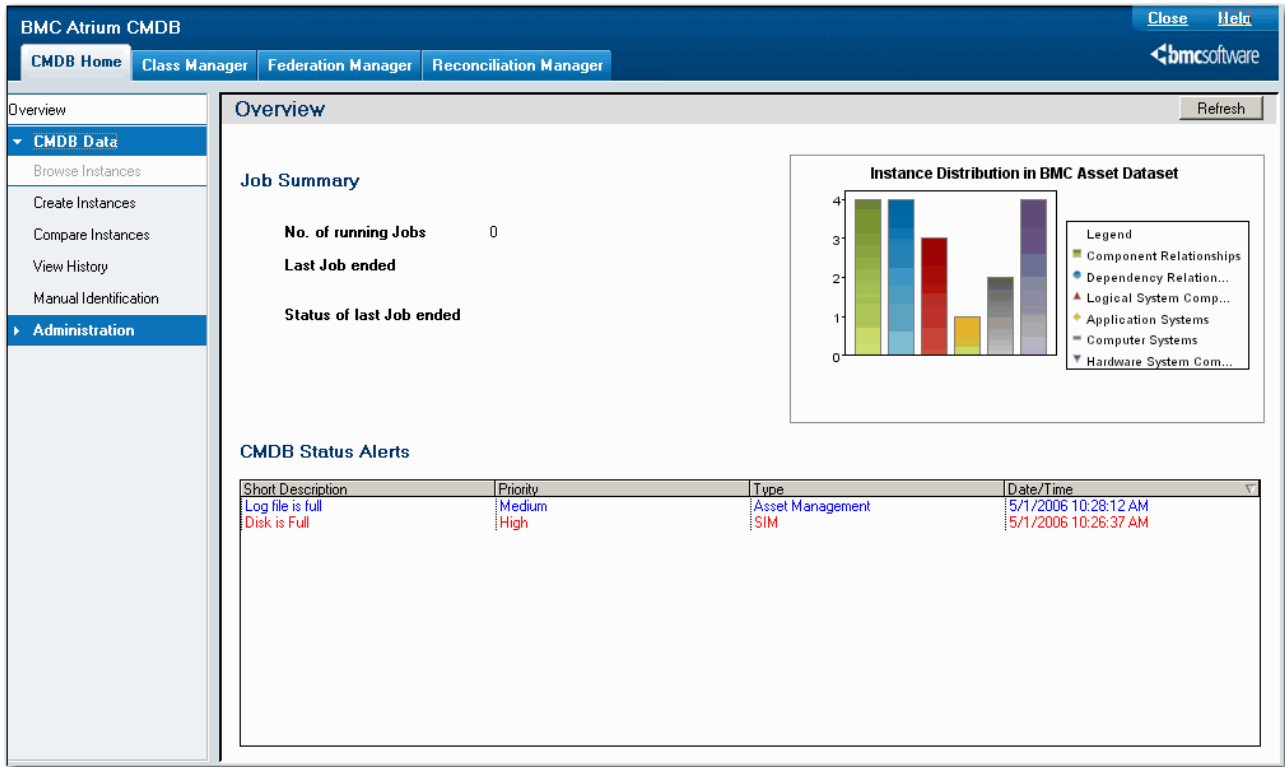 BMC Atrium CMDB
Close Help
CMDB Home Class Manager Federation Manager Reconciliation Manager
bmcsoftware
Overview
CMDB Data
Browse Instances
Create Instances
Compare Instances
View History
Manual Identification
Administration
Overview
Refresh
Job Summary
No. of running Jobs 0
Last Job ended
Status of last Job ended
Instance Distribution in BMC Asset Dataset
4
3
2
1
0
Legend
Component Relationships
Dependency Relation...
Logical System Comp...
Application Systems
Computer Systems
Hardware System Com...
CMDB Status Alerts
Short Description Priority Type Date/Time
Log file is full Medium Asset Management 5/1/2006 10:28:12 AM
Disk is Full High SIM 5/1/2006 10:26:37 AM